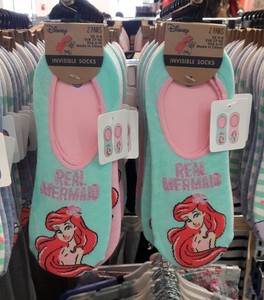 Disney
2 PAIRS
INVISIBLE SOCKS
REAL
MERMAID
Disney
2 PAIRS
INVISIBLE SOCKS
REAL
MERMAID